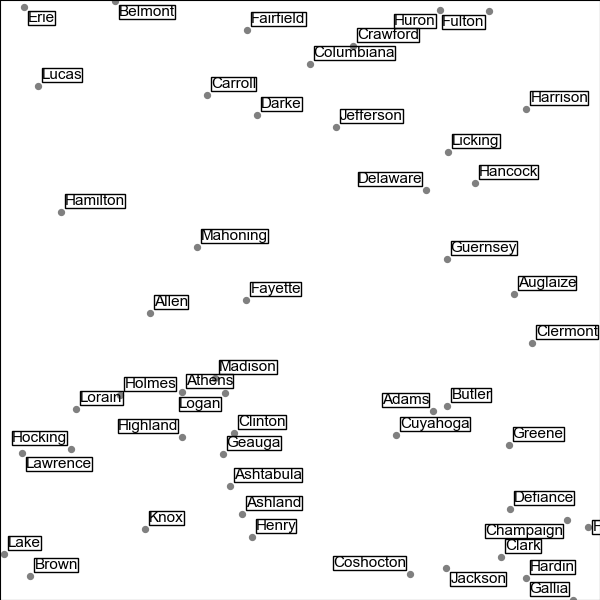 Belmont
Erie
Fairfield
Huron
Fulton
Crawford
Columbiana
Lucas
Carroll
Darke
Harrison
Jefferson
Licking
Hancock
Delaware
Hamilton
Mahoning
Guernsey
Auglaize
Fayette
Allen
Clermont
Madison
Holmes
Athens
Lorain
Logan
Adams
Butler
Highland
Clinton
Cuyahoga
Hocking
Geauga
Greene
Lawrence
Ashtabula
Defiance
Ashland
Knox
Henry
Champaign
Lake
Clark
Coshocton
Brown
Hardin
Jackson
Gallia